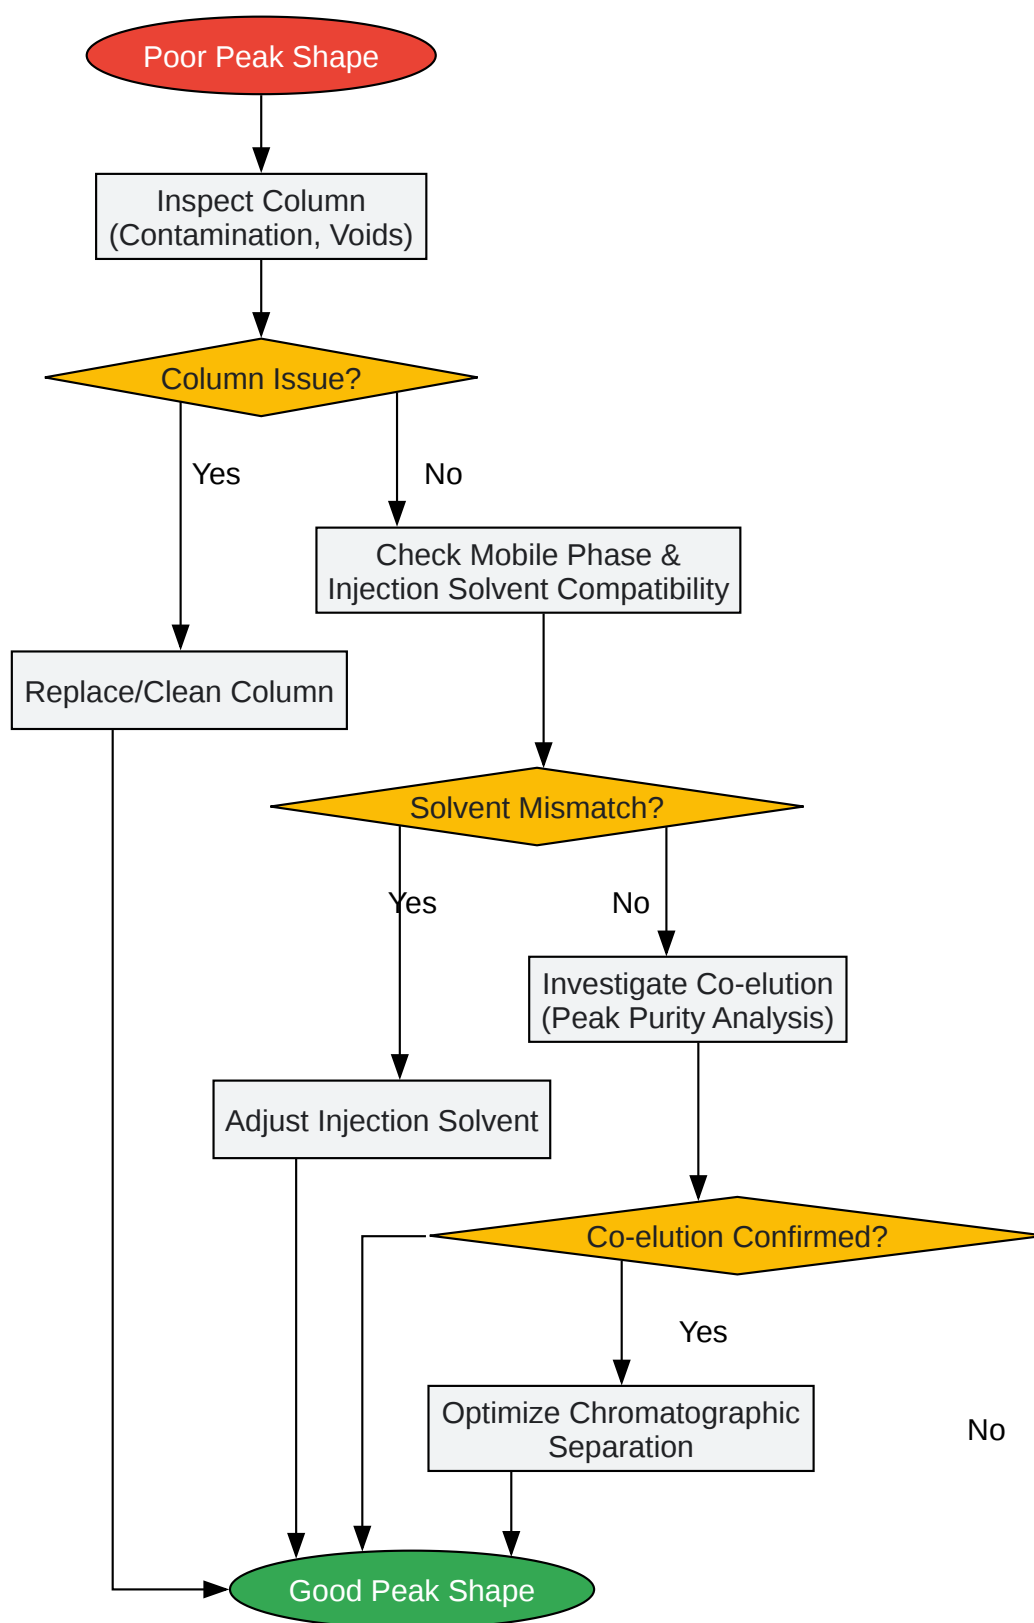 Poor Peak Shape
Inspect Column
(Contamination, Voids)
Column Issue?
Yes
No
Check Mobile Phase &
Injection Solvent Compatibility
Replace/Clean Column
Solvent Mismatch?
Yes
No
Investigate Co-elution
(Peak Purity Analysis)
Adjust Injection Solvent
Co-elution Confirmed?
Yes
Optimize Chromatographic
Separation
No
Good Peak Shape